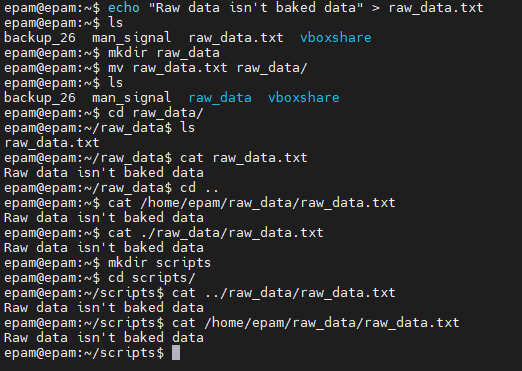 epam@epam:~$ echo "Raw data isn't baked data" > raw_data.txt
epam@epam:~$ ls
backup_26  man_signal  raw_data.txt  vboxshare
epam@epam:~$ mkdir raw_data
epam@epam:~$ mv raw_data.txt raw_data/
epam@epam:~$ ls
backup_26  man_signal  raw_data  vboxshare
epam@epam:~$ cd raw_data/
epam@epam:~/raw_data$ ls
raw_data.txt
epam@epam:~/raw_data$ cat raw_data.txt
Raw data isn't baked data
epam@epam:~/raw_data$ cd ..
epam@epam:~$ cat /home/epam/raw_data/raw_data.txt
Raw data isn't baked data
epam@epam:~$ cat ./raw_data/raw_data.txt
Raw data isn't baked data
epam@epam:~$ mkdir scripts
epam@epam:~$ cd scripts/
epam@epam:~/scripts$ cat ../raw_data/raw_data.txt
Raw data isn't baked data
epam@epam:~/scripts$ cat /home/epam/raw_data/raw_data.txt
Raw data isn't baked data
epam@epam:~/scripts$